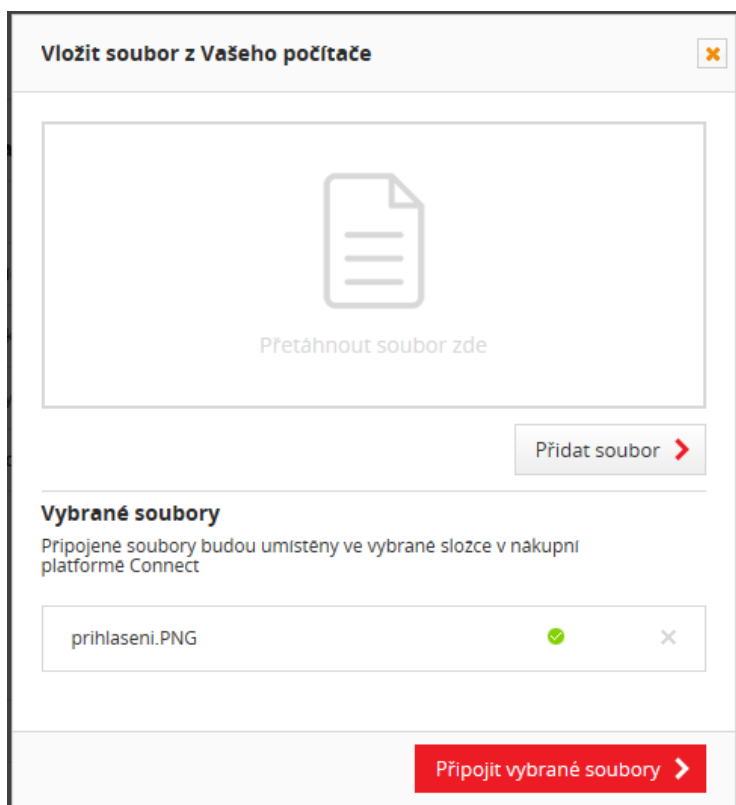 Vložit soubor z Vašeho počítače
Přetáhnout soubor zde
Přidat soubor
Vybrané soubory
Připojené soubory budou umístěny ve vybrané složce v nákupní
platformě Connect
prihlaseni.PNG
Připojit vybrané soubory